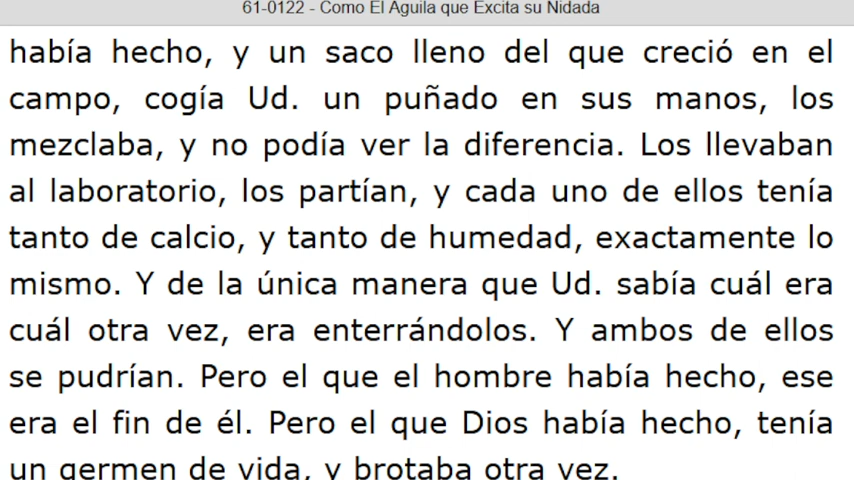 61-0122 - Como El Aguila que Excita su Nidada
había hecho, y un saco lleno del que creció en el
campo, cogía Ud. un puñado en sus manos, los
mezclaba, y no podía ver la diferencia. Los llevaban
al laboratorio, los partían, y cada uno de ellos tenía
tanto de calcio, y tanto de humedad, exactamente lo
mismo. Y de la única manera que Ud. sabía cuál era
cuál otra vez, era enterrándolos. Y ambos de ellos
se pudrían. Pero el que el hombre había hecho, ese
era el fin de él. Pero el que Dios había hecho, tenía
un germen de vida, y brotaba otra vez.